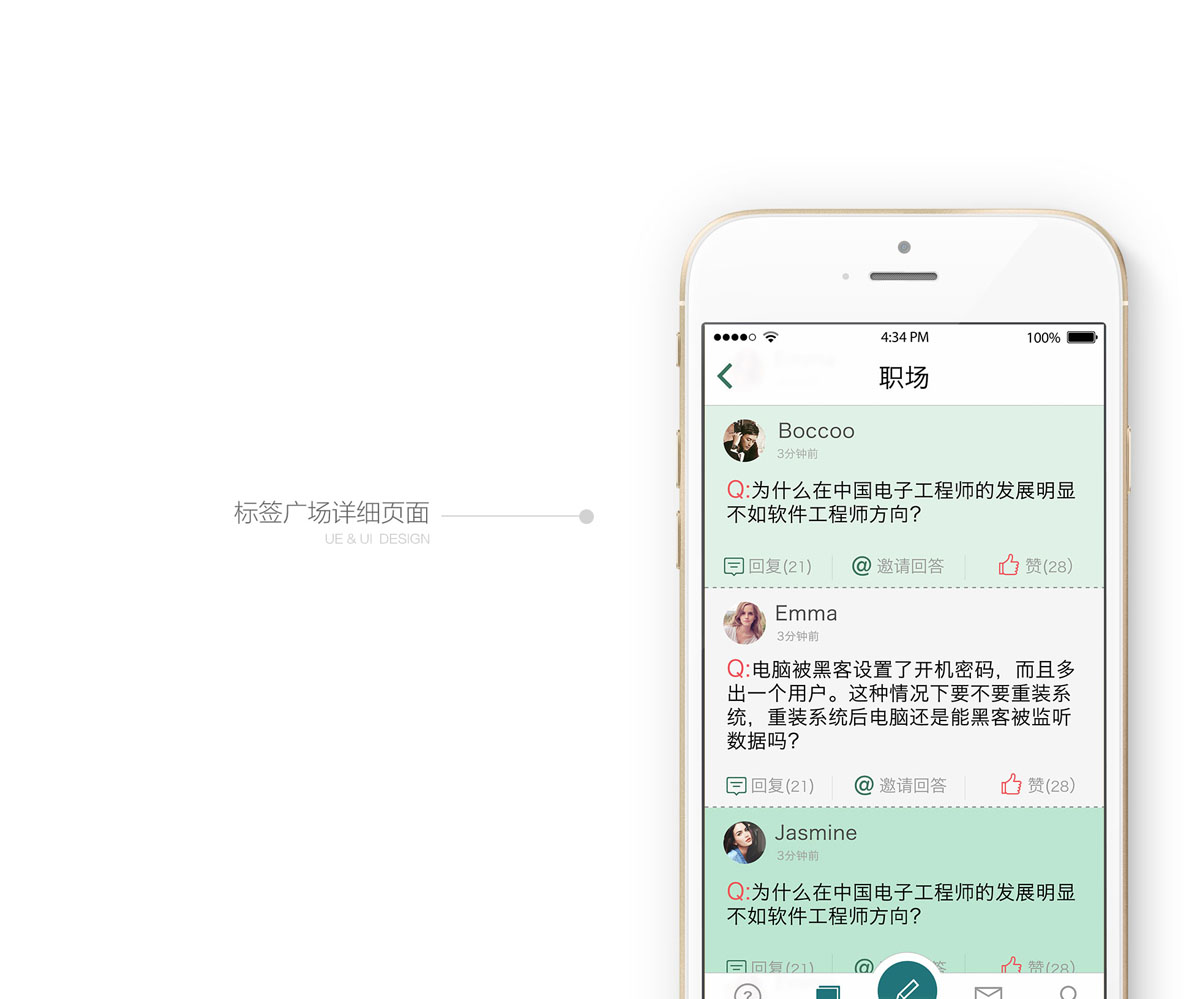 4:34 PM
100%
职场
Boccoo
3分钟前
Q:为什么在中国电子工程师的发展明显
不如软件工程师方向?
回复(21)
@邀请回答
赞(28)
标签广场详细页面
UE & UI DESIGN
Emma
3分钟前
Q:电脑被黑客设置了开机密码，而且多
出一个用户。这种情况下要不要重装系
统，重装系统后电脑还是能黑客被监听
数据吗?
回复(21)
@邀请回答
赞(28)
Jasmine
3分钟前
Q:为什么在中国电子工程师的发展明显
不如软件工程师方向?
回复(21)
@
答
赞(28)